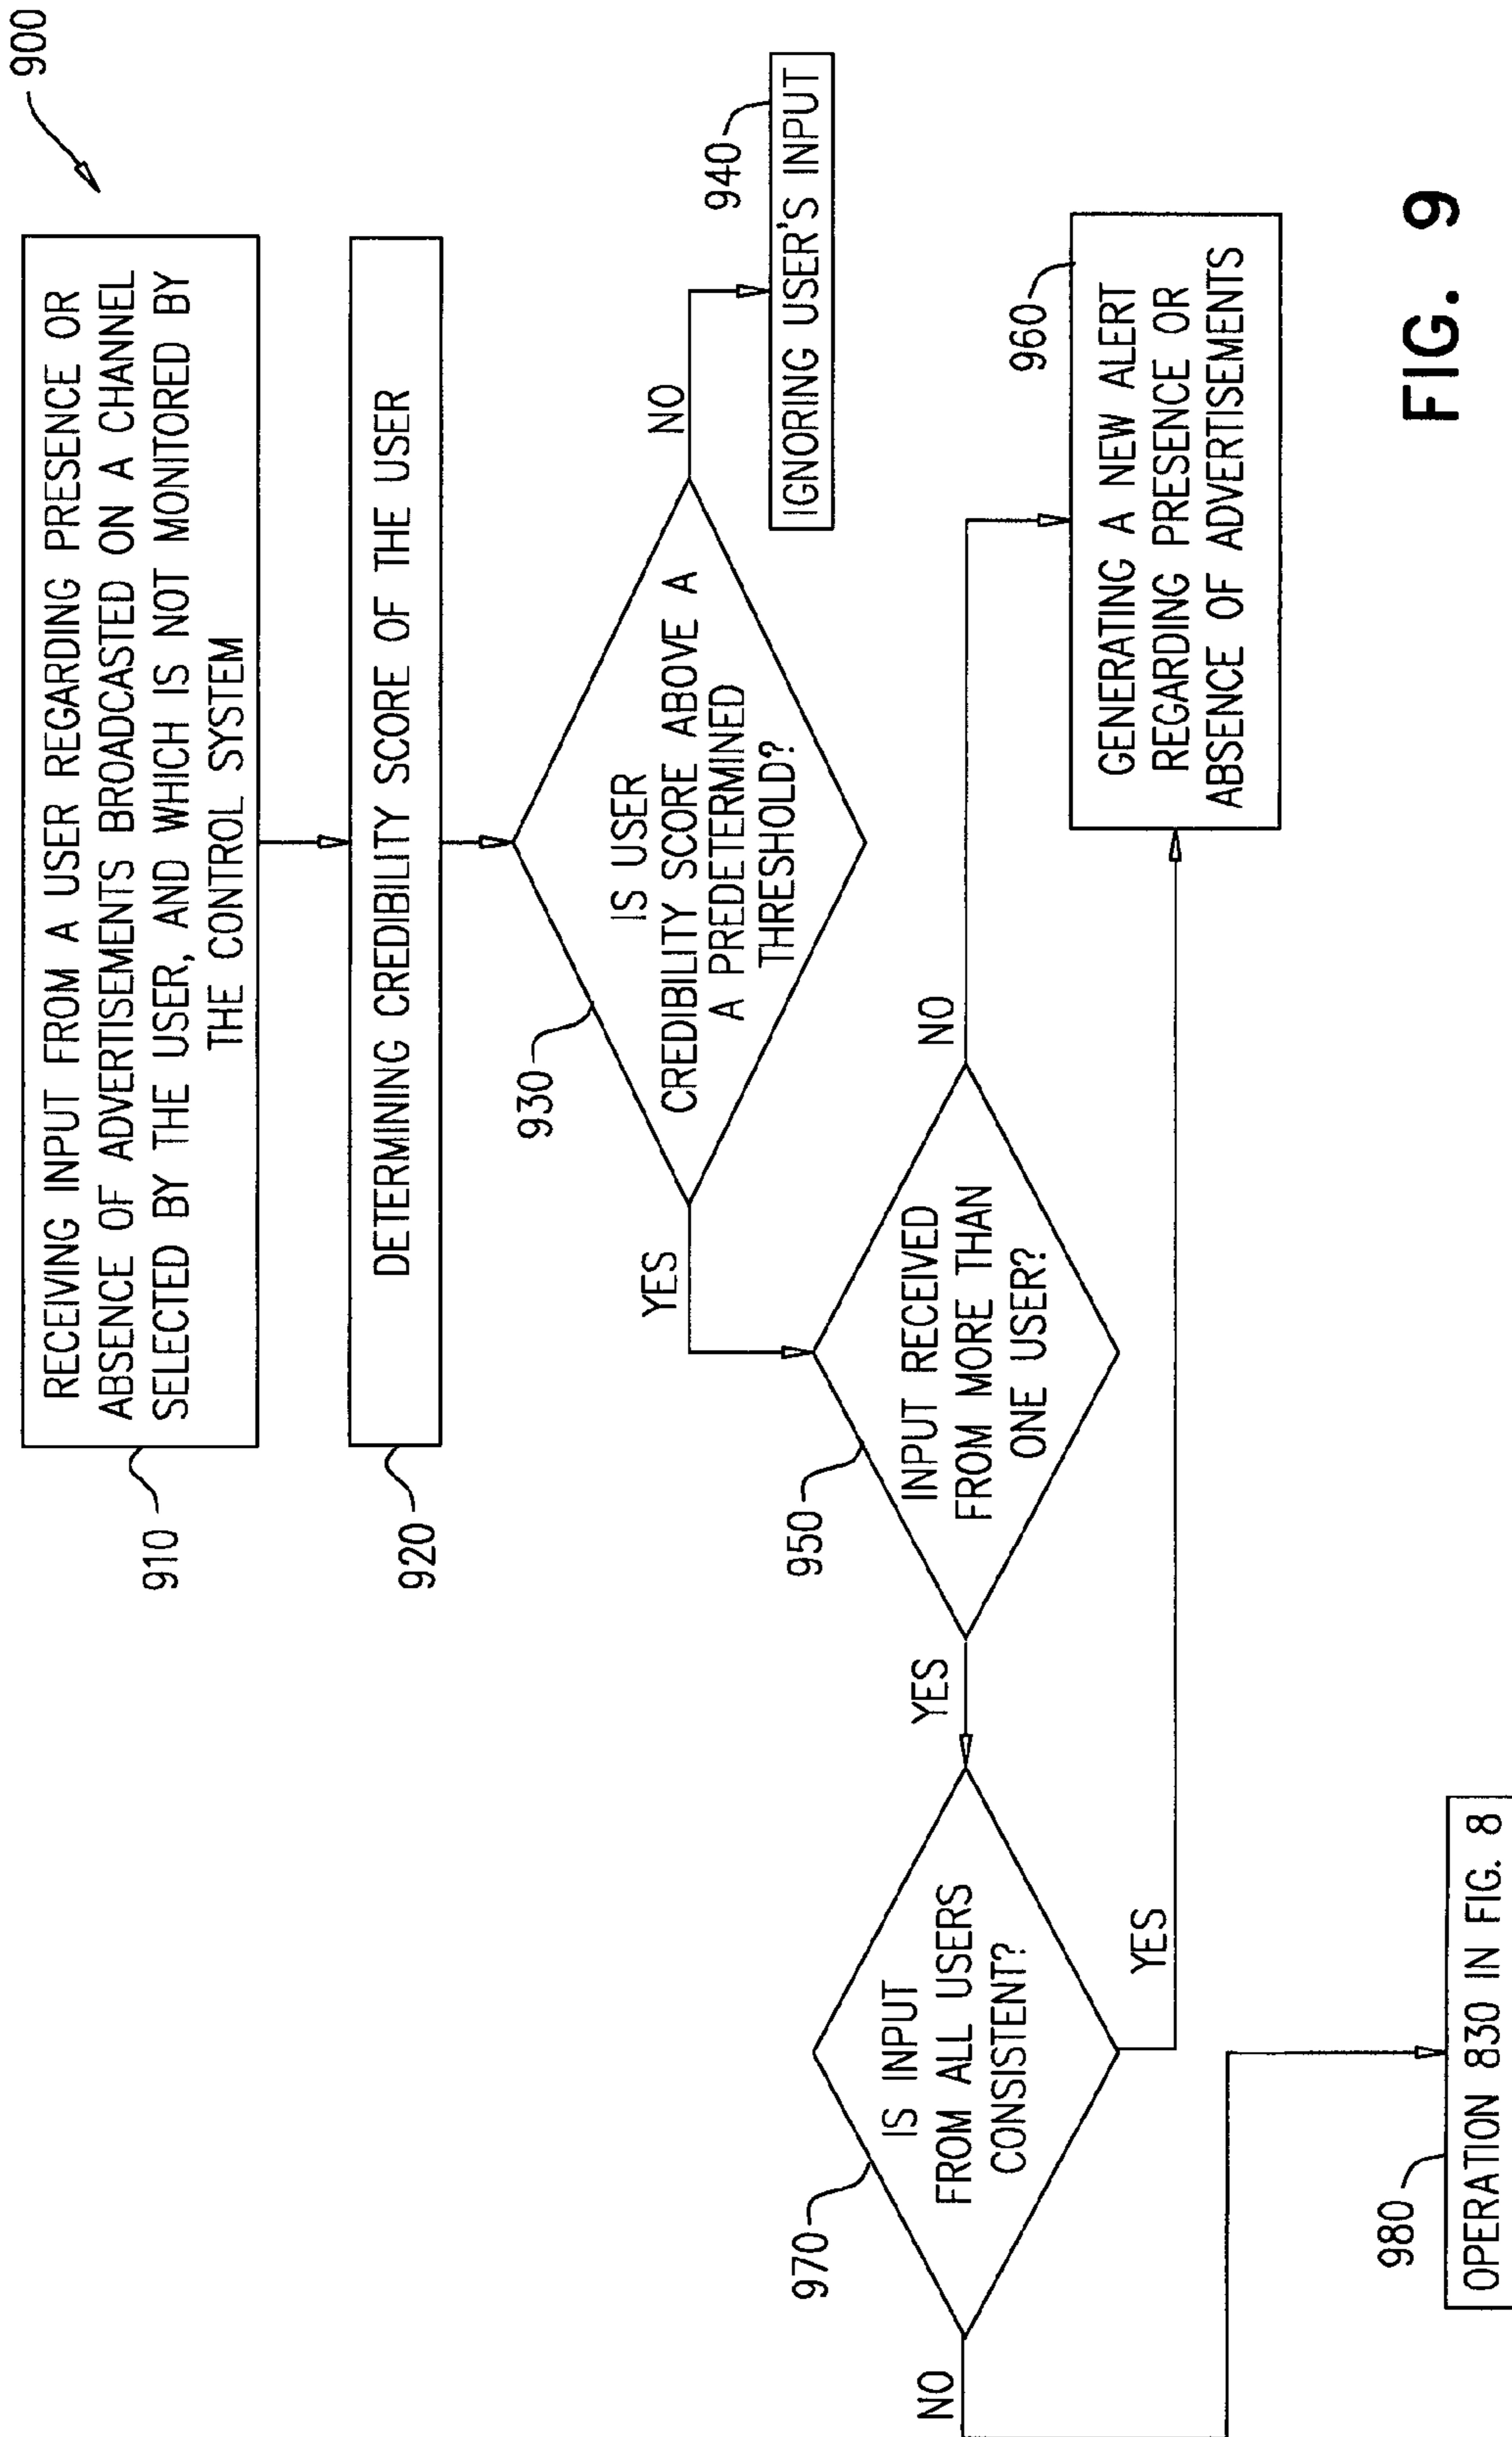 900
910
RECEIVING INPUT FROM A USER REGARDING PRESENCE OR
ABSENCE OF ADVERTISEMENTS BROADCASTED ON A CHANNEL
SELECTED BY THE USER, AND WHICH IS NOT MONITORED BY
THE CONTROL SYSTEM
920
DETERMINING CREDIBILITY SCORE OF THE USER
930
IS USER
CREDIBILITY SCORE ABOVE A
A PREDETERMINED
THRESHOLD?
YES
NO
940
IGNORING USER'S INPUT
950
INPUT RECEIVED
FROM MORE THAN
ONE USER?
YES
NO
960
GENERATING A NEW ALERT
REGARDING PRESENCE OR
ABSENCE OF ADVERTISEMENTS
970
IS INPUT
FROM ALL USERS
CONSISTENT?
NO
YES
980
OPERATION 830 IN FIG. 8
FIG. 9